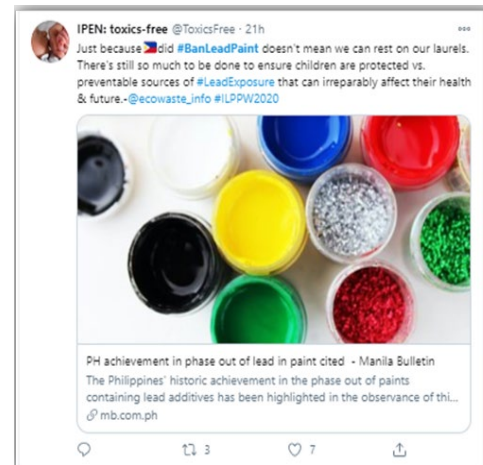 IPEN: toxics-free @ToxicsFree · 21h
Just because 🇵🇭did #BanLeadPaint doesn't mean we can rest on our laurels.
There's still so much to be done to ensure children are protected vs.
preventable sources of #LeadExposure that can irreparably affect their health
& future.-@ecowaste_info #ILPPW2020
PH achievement in phase out of lead in paint cited - Manila Bulletin
The Philippines' historic achievement in the phase out of paints
containing lead additives has been highlighted in the observance of thi...
mb.com.ph
3 7